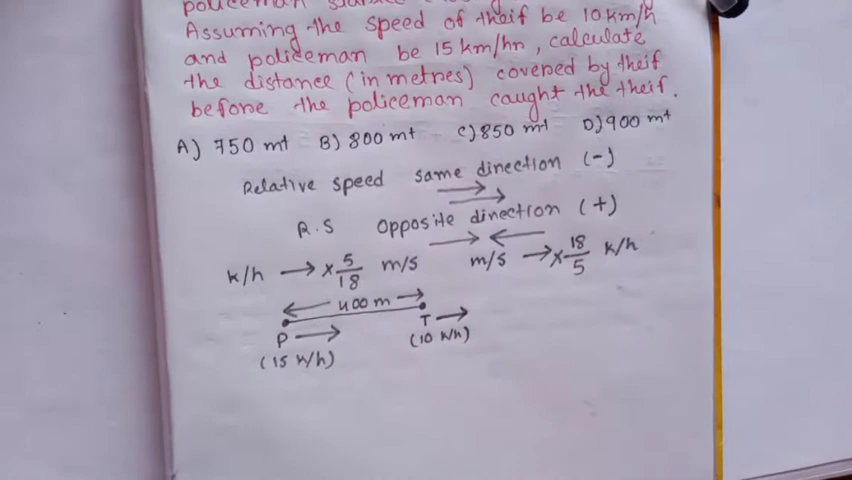 policeman
Assuming the speed of theif be 10 km/h
and policeman be 15 km/hr, calculate
the distance (in metres) covered by theif
before the policeman caught the theif.
A) 750 mt B) 800 mt C) 850 mt D) 900 mt
Relative speed same direction (-)
R.S opposite direction (+)
k/h → × 5/18 m/s m/s → × 18/5 k/h
400 m
P → T →
(15 k/h) (10 k/h)